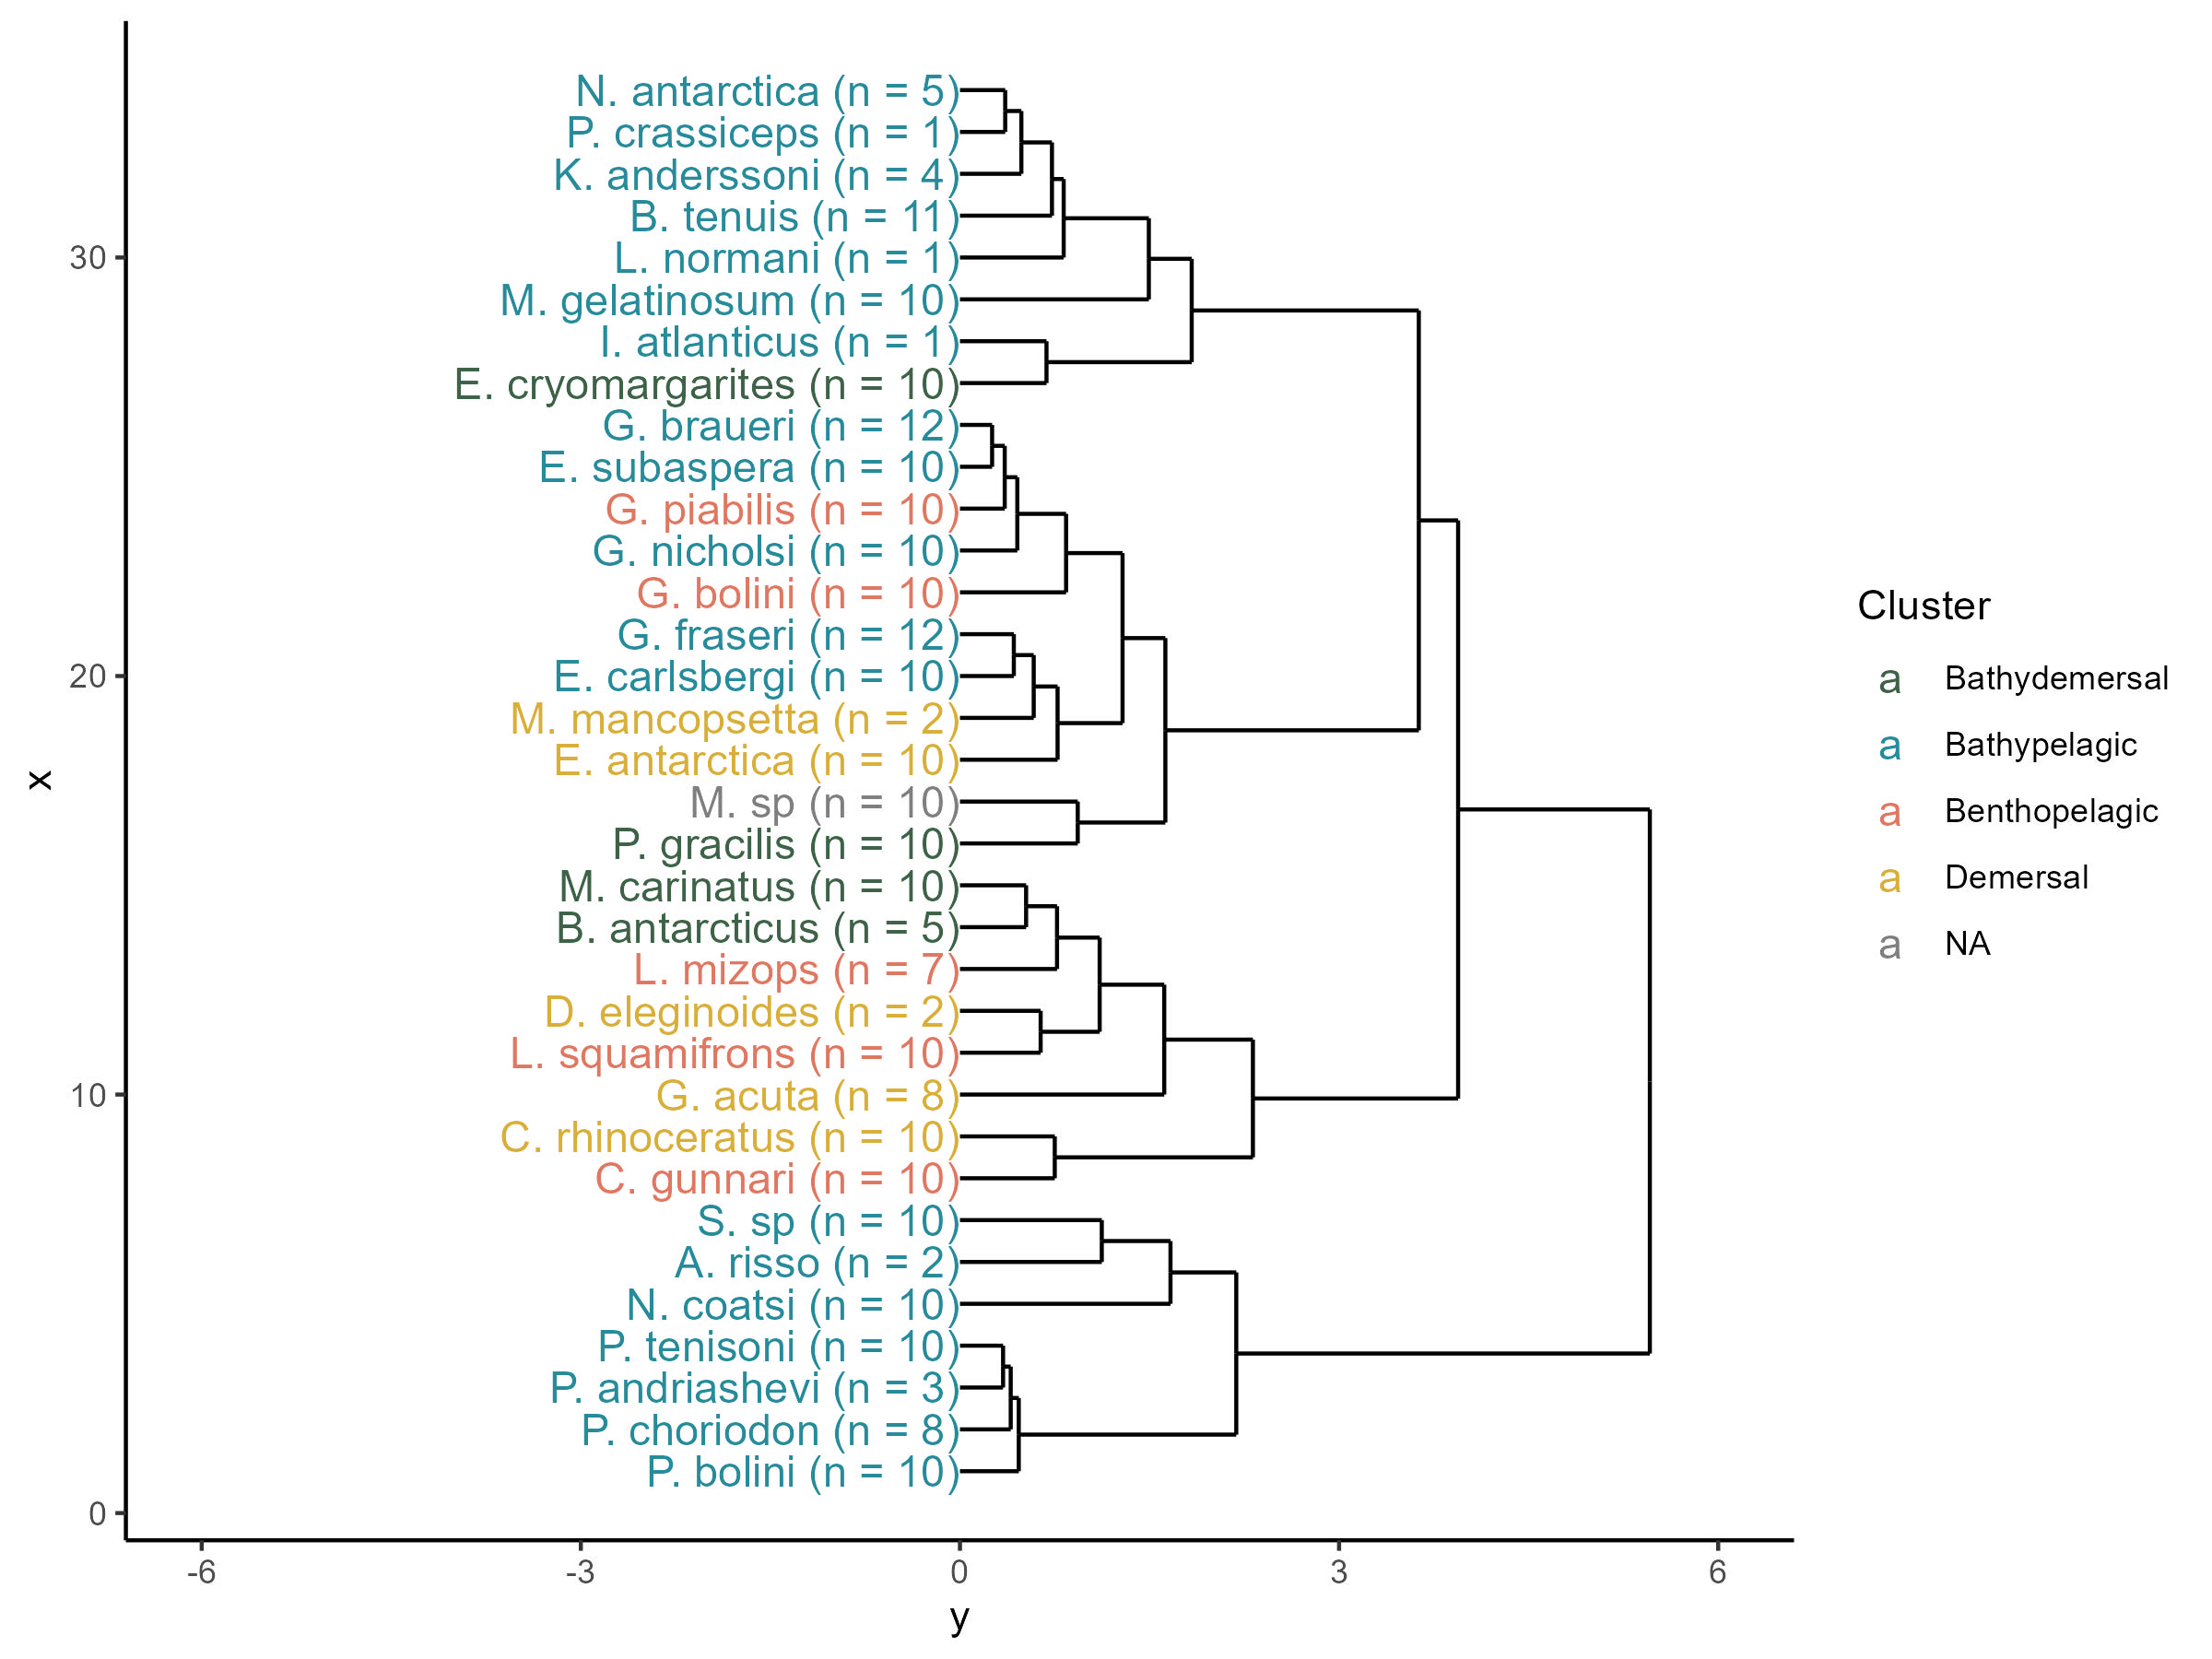 N. antarctica (n = 5)
P. crassiceps (n = 1)
K. anderssoni (n = 4)
B. tenuis (n = 11)
L. normani (n = 1)
M. gelatinosum (n = 10)
I. atlanticus (n = 1)
E. cryomargarites (n = 10)
G. braueri (n = 12)
E. subaspera (n = 10)
G. piabilis (n = 10)
G. nicholsi (n = 10)
G. bolini (n = 10)
G. fraseri (n = 12)
E. carlsbergi (n = 10)
M. mancopsetta (n = 2)
E. antarctica (n = 10)
M. sp (n = 10)
P. gracilis (n = 10)
M. carinatus (n = 10)
B. antarcticus (n = 5)
L. mizops (n = 7)
D. eleginoides (n = 2)
L. squamifrons (n = 10)
G. acuta (n = 8)
C. rhinoceratus (n = 10)
C. gunnari (n = 10)
S. sp (n = 10)
A. risso (n = 2)
N. coatsi (n = 10)
P. tenisoni (n = 10)
P. andriashevi (n = 3)
P. choriodon (n = 8)
P. bolini (n = 10)
30
20
10
0
x
-6
-3
0
3
6
y
Cluster
a Bathydemersal
a Bathypelagic
a Benthopelagic
a Demersal
a NA